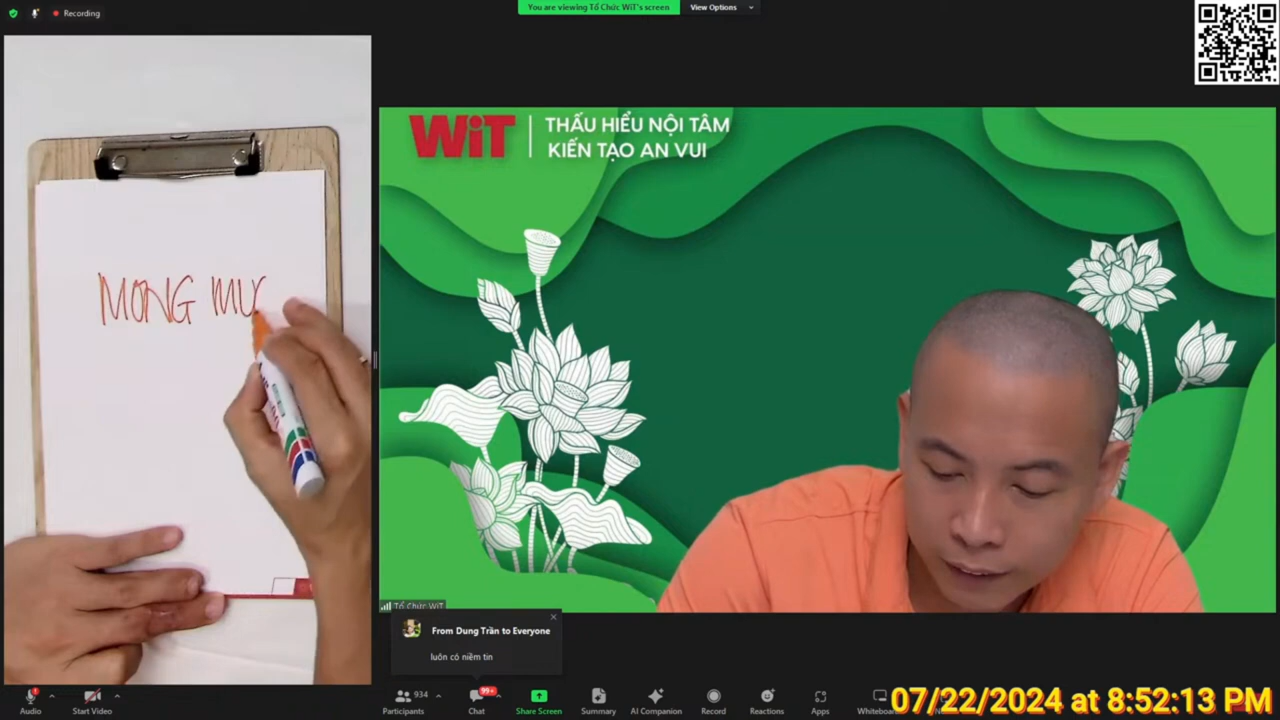 Recording
You are viewing Tổ Chức WiT's screen
View Options
WiT
THẤU HIỂU NỘI TÂM
KIẾN TẠO AN VUI
MONG MU
Tổ Chức WiT
From Dung Trần to Everyone
luôn có niềm tin
Audio
Start Video
Participants
934
Chat
99+
Share Screen
Summary
AI Companion
Record
Reactions
Apps
07/22/2024 at 8:52:13 PM